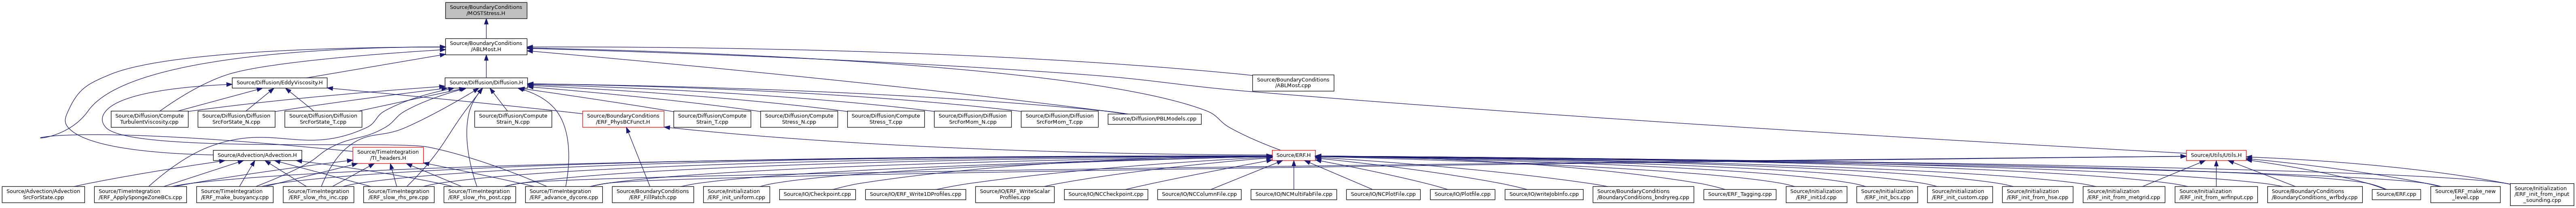 Source/BoundaryConditions
/MOSTStress.H
Source/BoundaryConditions
/ABLMost.H
Source/Diffusion/EddyViscosity.H
Source/Diffusion/Diffusion.H
Source/BoundaryConditions
/ABLMost.cpp
Source/Diffusion/Compute
TurbulentViscosity.cpp
Source/Diffusion/Diffusion
SrcForState_N.cpp
Source/Diffusion/Diffusion
SrcForState_T.cpp
Source/Diffusion/Compute
Strain_N.cpp
Source/BoundaryConditions
/ERF_PhysBCFunct.H
Source/Diffusion/Compute
Strain_T.cpp
Source/Diffusion/Compute
Stress_N.cpp
Source/Diffusion/Compute
Stress_T.cpp
Source/Diffusion/Diffusion
SrcForMom_N.cpp
Source/Diffusion/Diffusion
SrcForMom_T.cpp
Source/Diffusion/PBLModels.cpp
Source/Advection/Advection.H
Source/TimeIntegration
/TI_headers.H
Source/ERF.H
Source/Utils/Utils.H
Source/Advection/Advection
SrcForState.cpp
Source/TimeIntegration
/ERF_ApplySpongeZoneBCs.cpp
Source/TimeIntegration
/ERF_make_buoyancy.cpp
Source/TimeIntegration
/ERF_slow_rhs_inc.cpp
Source/TimeIntegration
/ERF_slow_rhs_pre.cpp
Source/TimeIntegration
/ERF_slow_rhs_post.cpp
Source/TimeIntegration
/ERF_advance_dycore.cpp
Source/BoundaryConditions
/ERF_FillPatch.cpp
Source/Initialization
/ERF_init_uniform.cpp
Source/IO/Checkpoint.cpp
Source/IO/ERF_Write1DProfiles.cpp
Source/IO/ERF_WriteScalar
Profiles.cpp
Source/IO/NCCheckpoint.cpp
Source/IO/NCColumnFile.cpp
Source/IO/NCMultiFabFile.cpp
Source/IO/NCPlotFile.cpp
Source/IO/Plotfile.cpp
Source/IO/writeJobInfo.cpp
Source/BoundaryConditions
/BoundaryConditions_bndryreg.cpp
Source/ERF_Tagging.cpp
Source/Initialization
/ERF_init1d.cpp
Source/Initialization
/ERF_init_bcs.cpp
Source/Initialization
/ERF_init_custom.cpp
Source/Initialization
/ERF_init_from_hse.cpp
Source/Initialization
/ERF_init_from_metgrid.cpp
Source/Initialization
/ERF_init_from_wrfinput.cpp
Source/BoundaryConditions
/BoundaryConditions_wrfbdy.cpp
Source/ERF.cpp
Source/ERF_make_new
_level.cpp
Source/Initialization
/ERF_init_from_input
_sounding.cpp